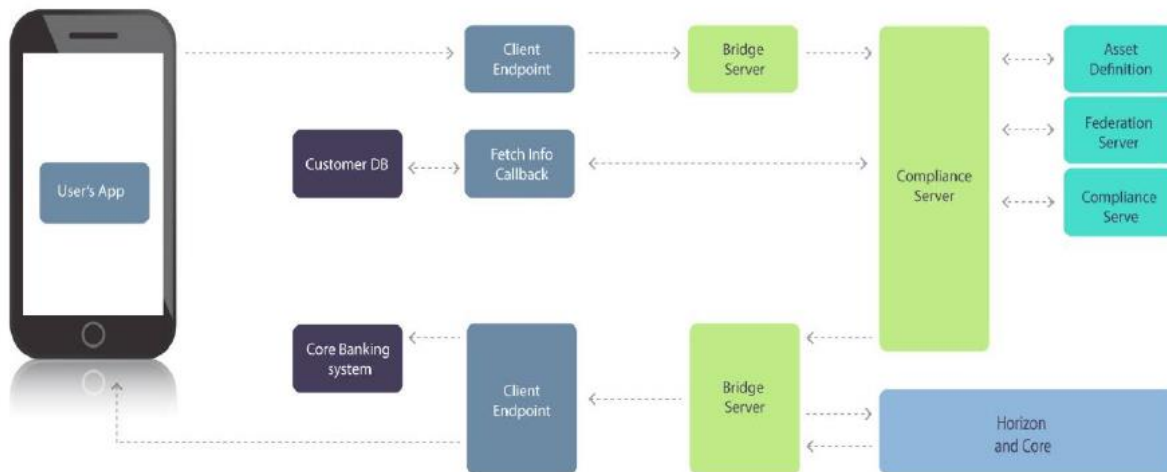 Client
Endpoint
Bridge
Server
Asset
Definition
Customer DB
Fetch Info
Callback
Federation
Server
User's App
Compliance
Server
Compliance
Serve
Core Banking
system
Client
Endpoint
Bridge
Server
Horizon
and Core